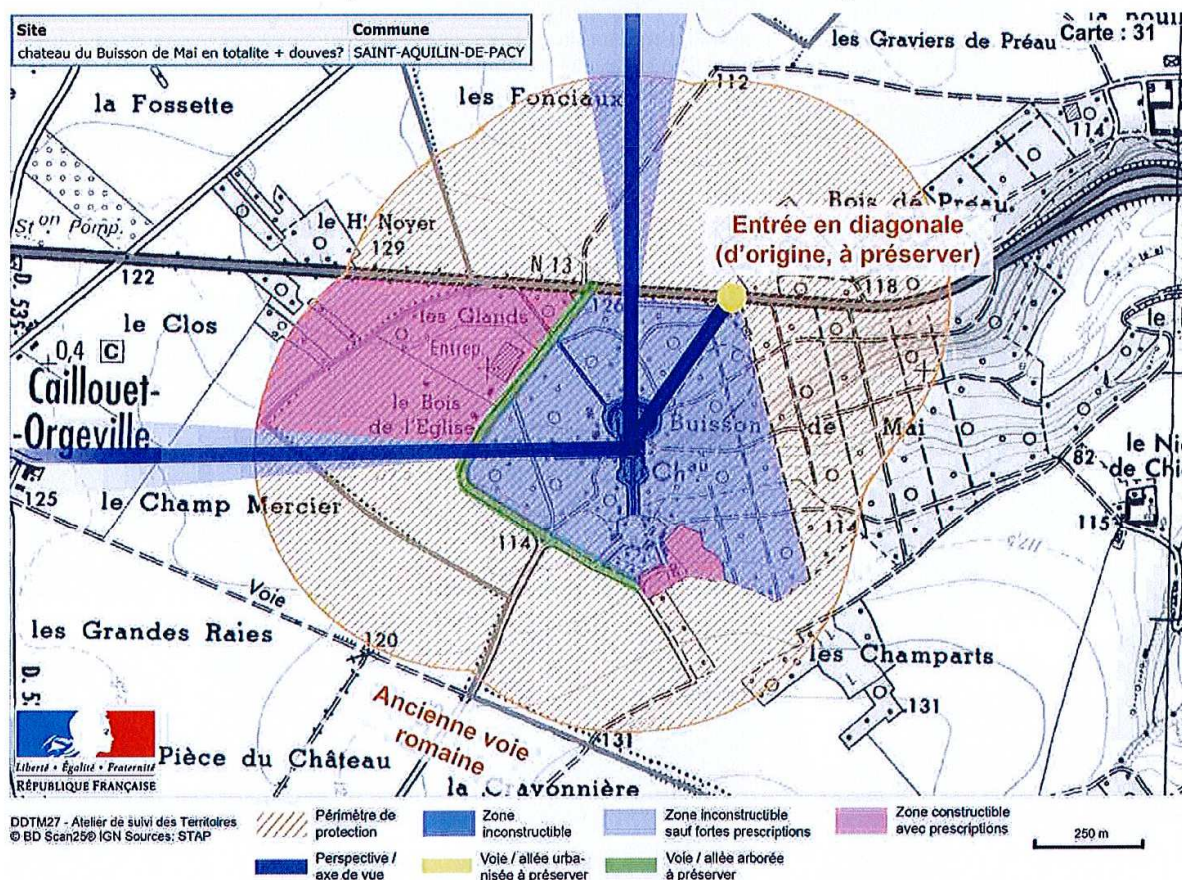 Site Commune
chateau du Buisson de Mai en totalite + douves? SAINT-AQUILIN-DE-PACY
Carte : 31
les Graviers de Préau
la Fossette
les Fonciaux
112
114
St on Pomp.
le Ht Noyer
129
Bois de Préau
Entrée en diagonale
(d'origine, à préserver)
122
N 13
118
D. 535
le Clos
les Glands
126
0,4 C
Entrep
Caillouet-
-Orgeville
le Bois
de l'Eglise
Buisson de Mai
Chau
82
125
le Champ Mercier
114
114
115
Voie
les Grandes Raies
120
les Champarts
131
Ancienne voie
romaine
131
Pièce du Château
la Cravonnière
Liberté • Égalité • Fraternité
RÉPUBLIQUE FRANÇAISE
DDTM27 - Atelier de suivi des Territoires
© BD Scan25® IGN Sources: STAP
Périmètre de
protection
Zone
inconstructible
Zone inconstructible
sauf fortes prescriptions
Zone constructible
avec prescriptions
250 m
Perspective /
axe de vue
Voie / allée urba-
nisée à préserver
Voie / allée arborée
à préserver